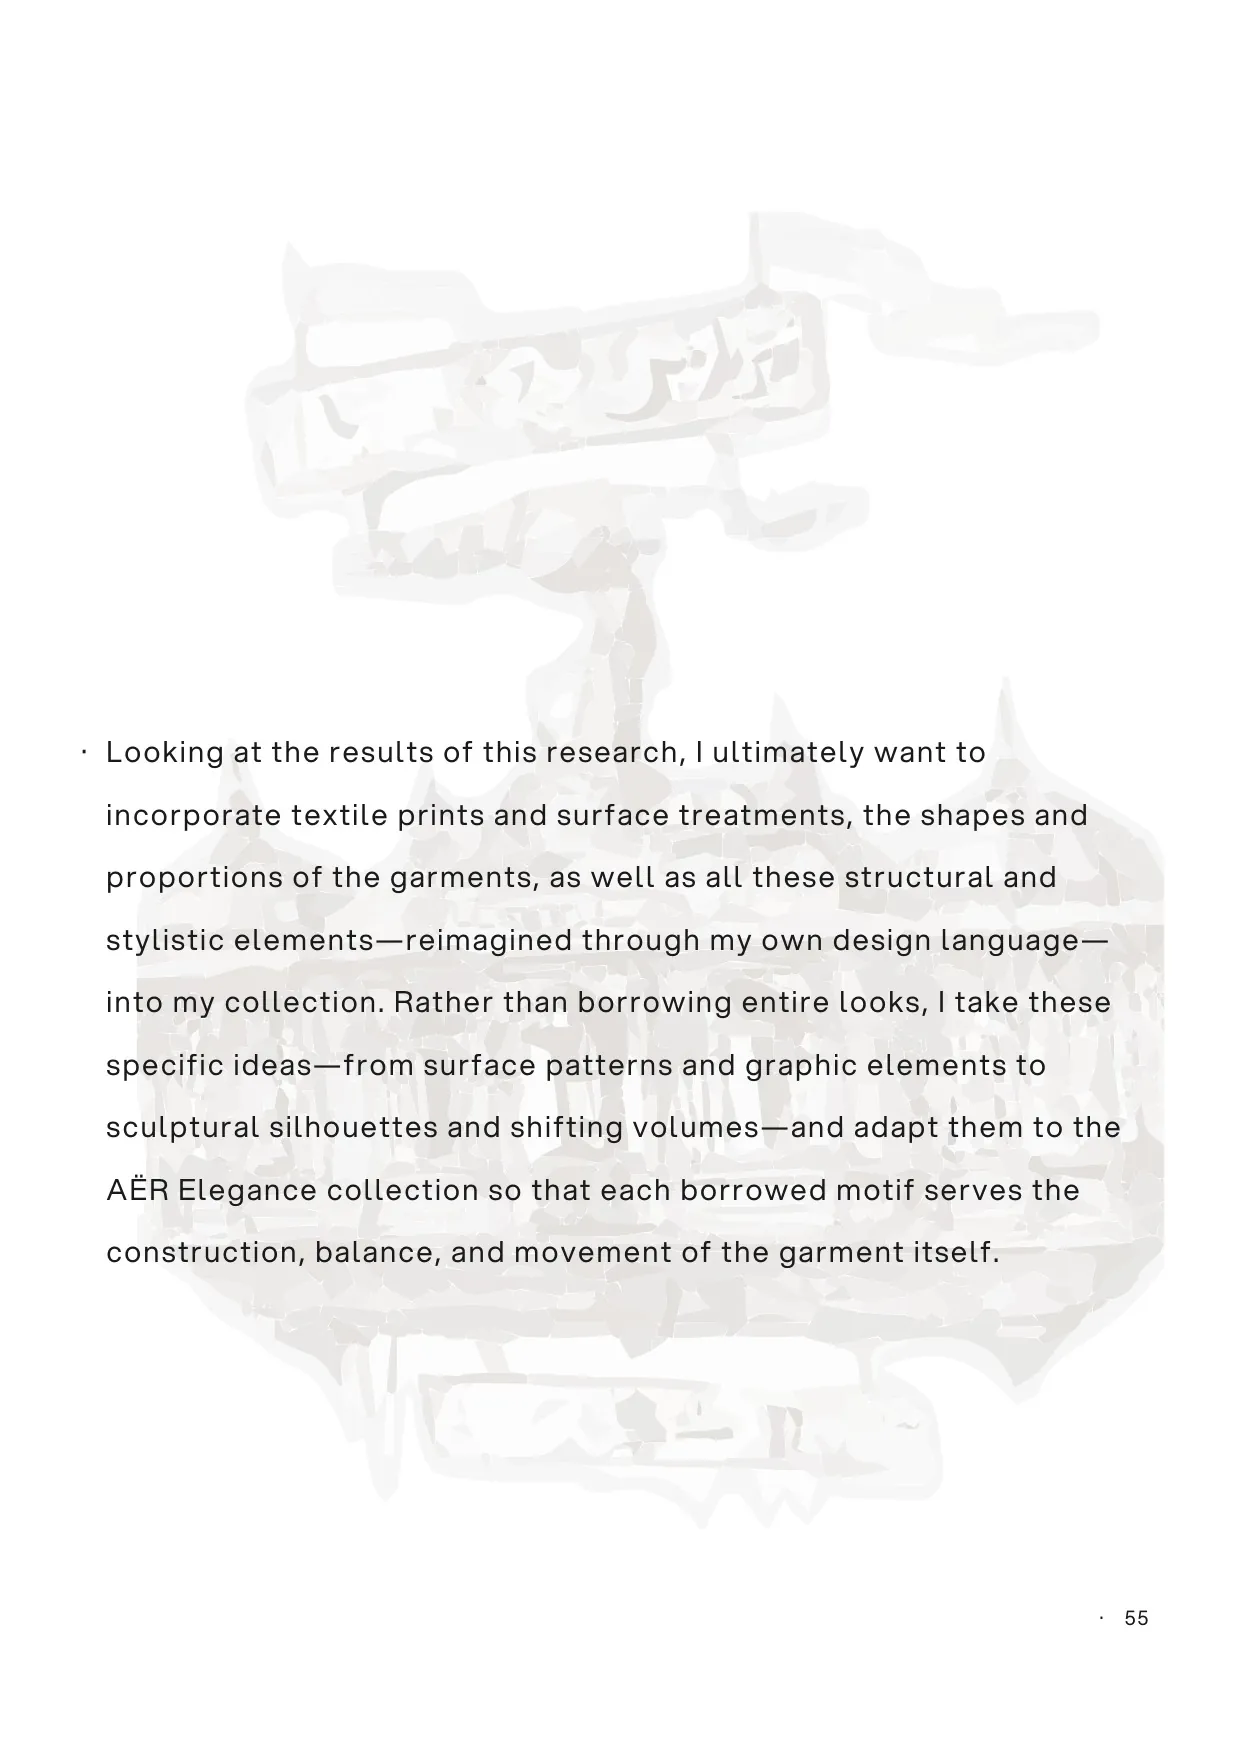 · Looking at the results of this research, I ultimately want to
incorporate textile prints and surface treatments, the shapes and
proportions of the garments, as well as all these structural and
stylistic elements—reimagined through my own design language—
into my collection. Rather than borrowing entire looks, I take these
specific ideas—from surface patterns and graphic elements to
sculptural silhouettes and shifting volumes—and adapt them to the
AËR Elegance collection so that each borrowed motif serves the
construction, balance, and movement of the garment itself.
· 55